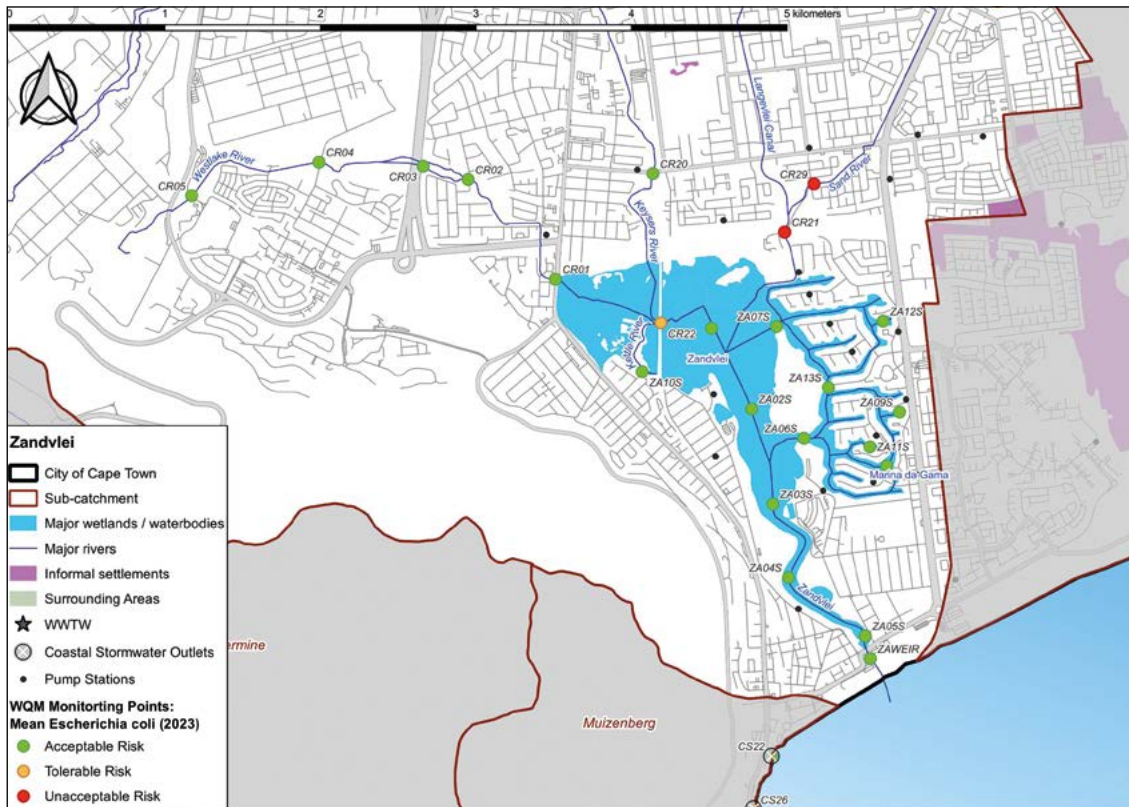 0 1 2 3 4 5 kilometers
CR04
Westlake River
CR05
CR03
CR02
CR20
Langevlei Canal
CR29
Sand River
Keysers River
CR21
CR01
ZA07S
ZA12S
CR22
Zandvlei
Kettle River
ZA10S
ZA13S
ZA02S
ZA09S
ZA06S
ZA11S
Marina da Gama
ZA03S
ZA04S
Zandvlei
ZA05S
ZAWEIR
ermine
Muizenberg
CS22
CS26
Zandvlei
City of Cape Town
Sub-catchment
Major wetlands / waterbodies
Major rivers
Informal settlements
Surrounding Areas
WWTW
Coastal Stormwater Outlets
Pump Stations
WQM Monitorting Points:
Mean Escherichia coli (2023)
Acceptable Risk
Tolerable Risk
Unacceptable Risk